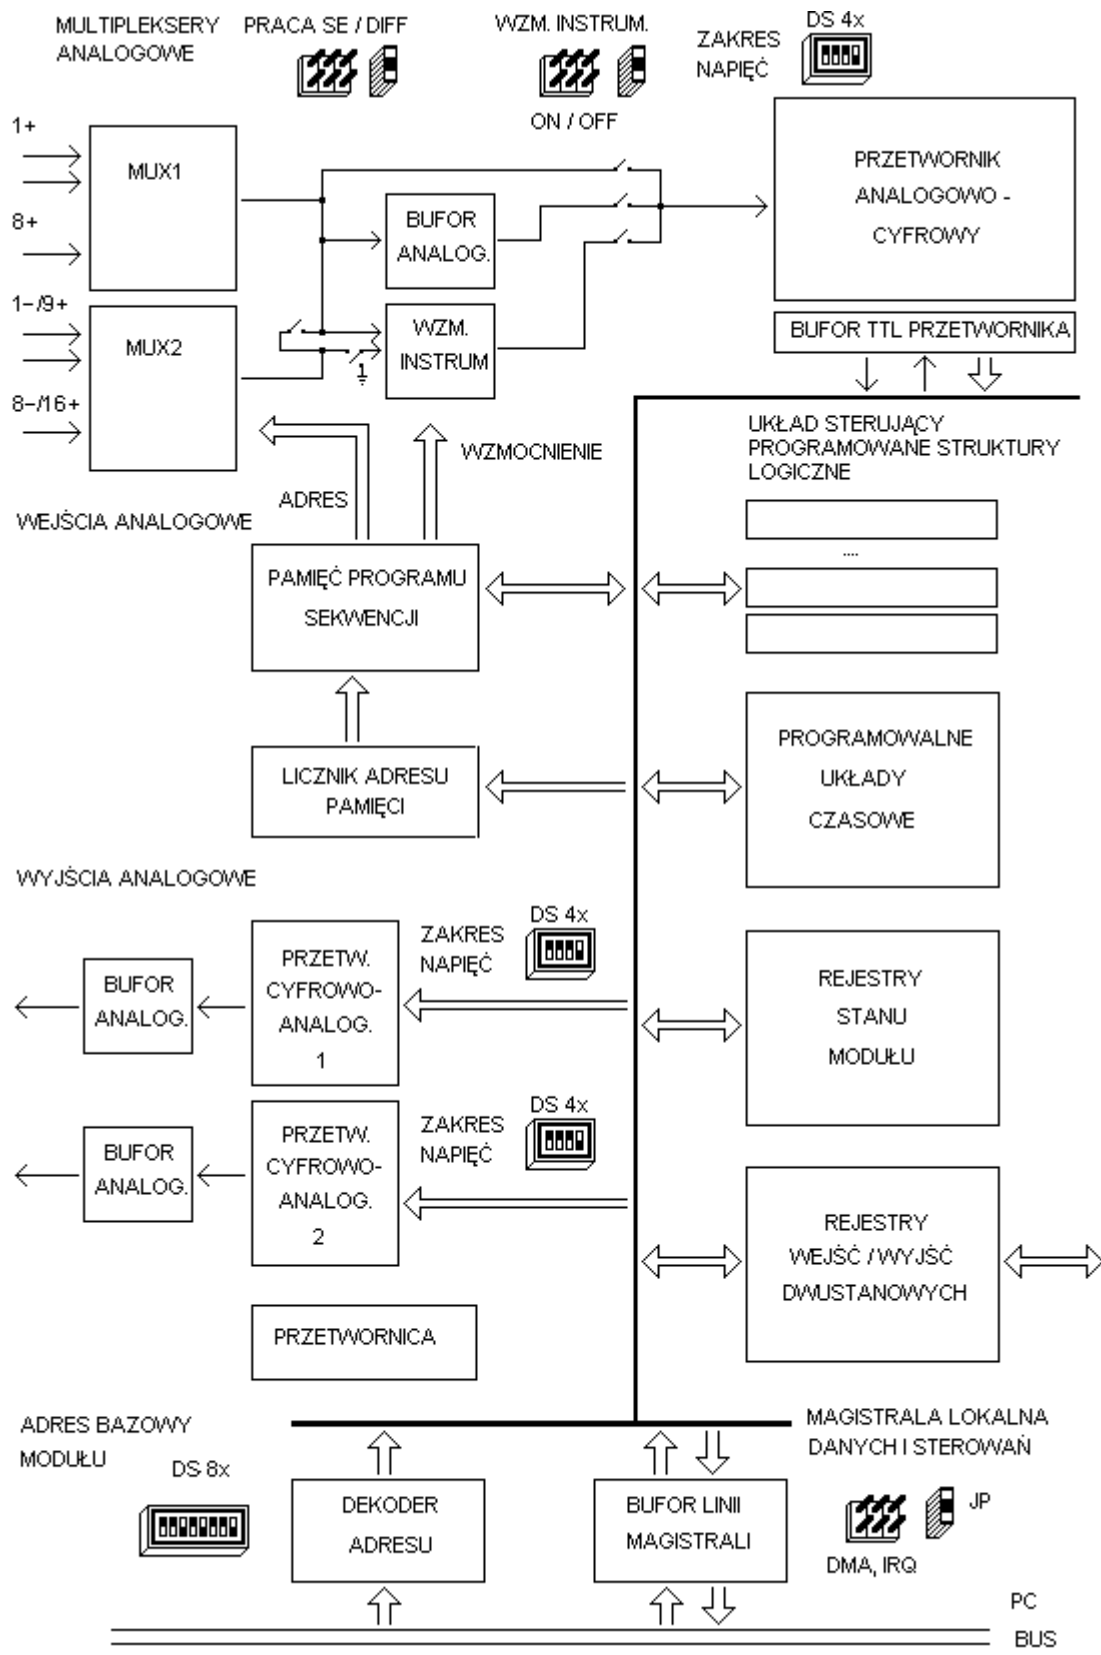 MULTIPLEKSERY
ANALOGOWE
PRACA SE / DIFF
WZM. INSTRUM.
ON / OFF
ZAKRES
NAPIĘĆ
DS 4x
1+
8+
MUX1
1-/9+
8-/16+
MUX2
BUFOR
ANALOG.
WZM.
INSTRUM
PRZETWORNIK
ANALOGOWO -
CYFROWY
BUFOR TTL PRZETWORNIKA
UKŁAD STERUJĄCY
PROGRAMOWANE STRUKTURY
LOGICZNE
....
WZMOCNIENIE
ADRES
WEJŚCIA ANALOGOWE
PAMIĘĆ PROGRAMU
SEKWENCJI
LICZNIK ADRESU
PAMIĘCI
PROGRAMOWALNE
UKŁADY
CZASOWE
WYJŚCIA ANALOGOWE
BUFOR
ANALOG.
PRZETW.
CYFROWO-
ANALOG.
1
ZAKRES
NAPIĘĆ
DS 4x
REJESTRY
STANU
MODUŁU
BUFOR
ANALOG.
PRZETW.
CYFROWO-
ANALOG.
2
ZAKRES
NAPIĘĆ
DS 4x
REJESTRY
WEJŚĆ / WYJŚĆ
DWUSTANOWYCH
PRZETWORNICA
ADRES BAZOWY
MODUŁU
DS 8x
MAGISTRALA LOKALNA
DANYCH I STEROWAŃ
DEKODER
ADRESU
BUFOR LINII
MAGISTRALI
JP
DMA, IRQ
PC
BUS